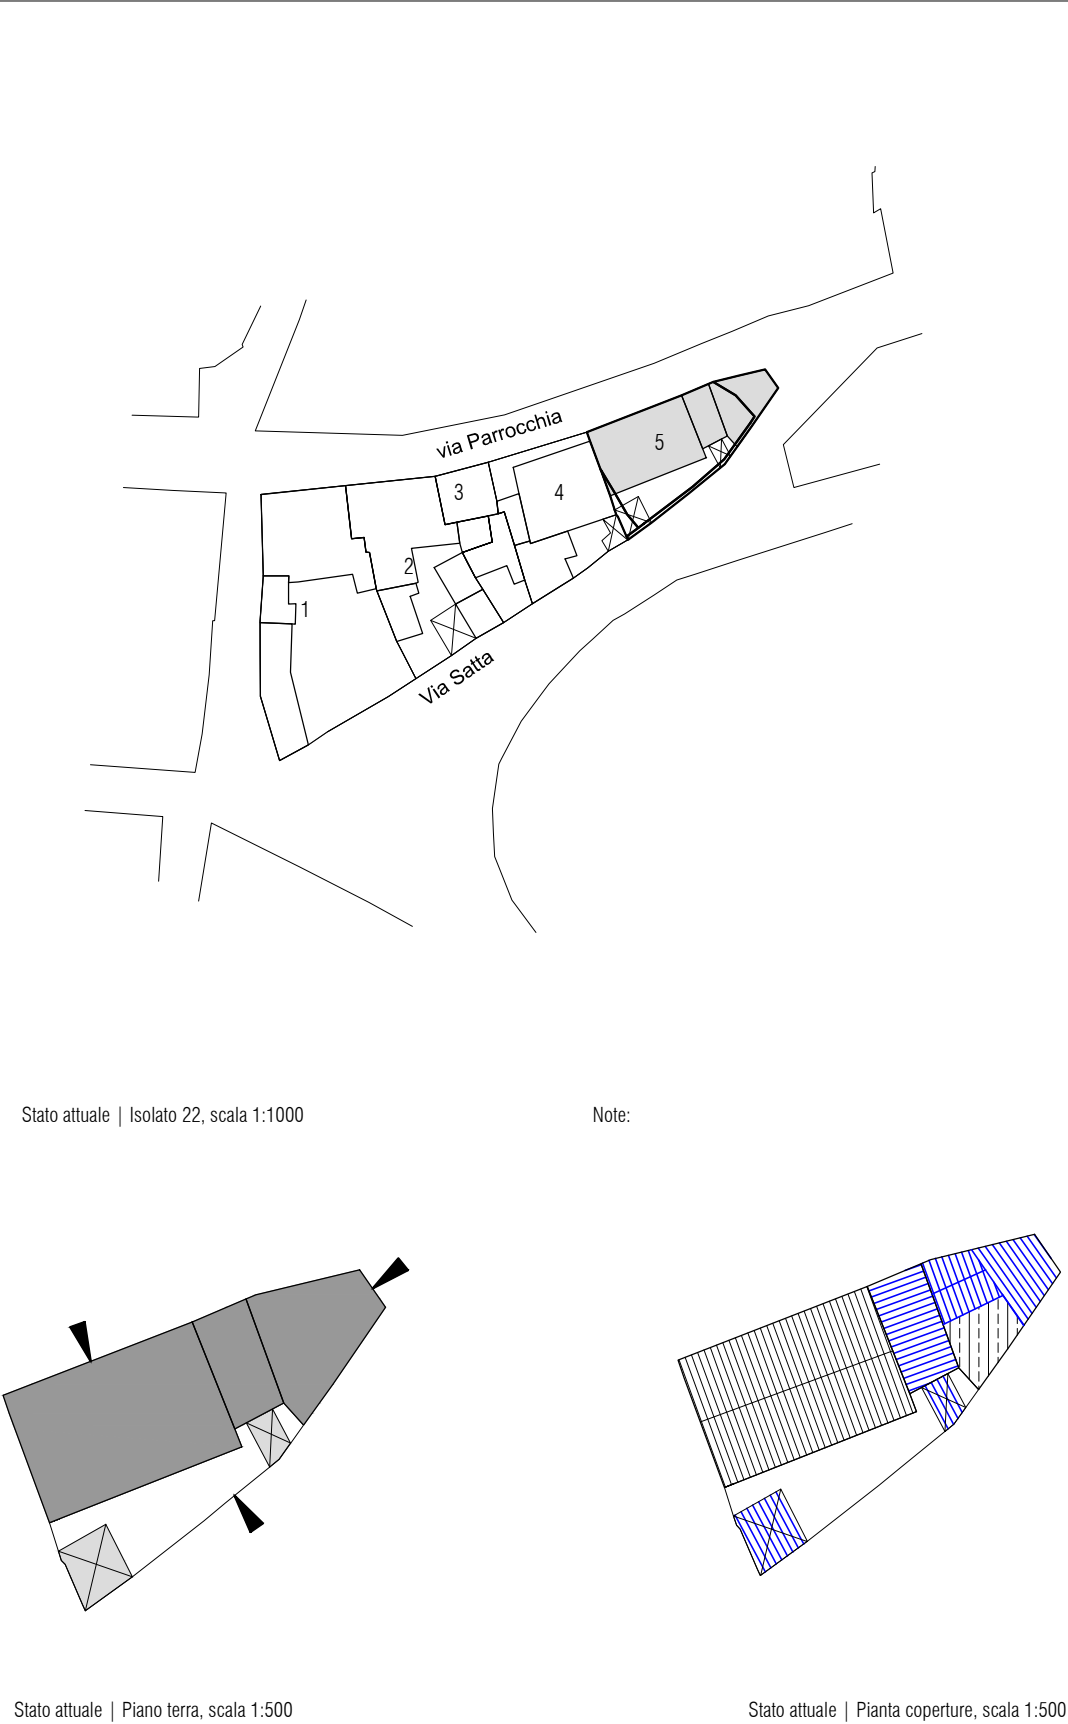 via Parrocchia
5
3
4
2
1
Via Satta
Stato attuale | Isolato 22, scala 1:1000
Note:
Stato attuale | Piano terra, scala 1:500
Stato attuale | Pianta coperture, scala 1:500